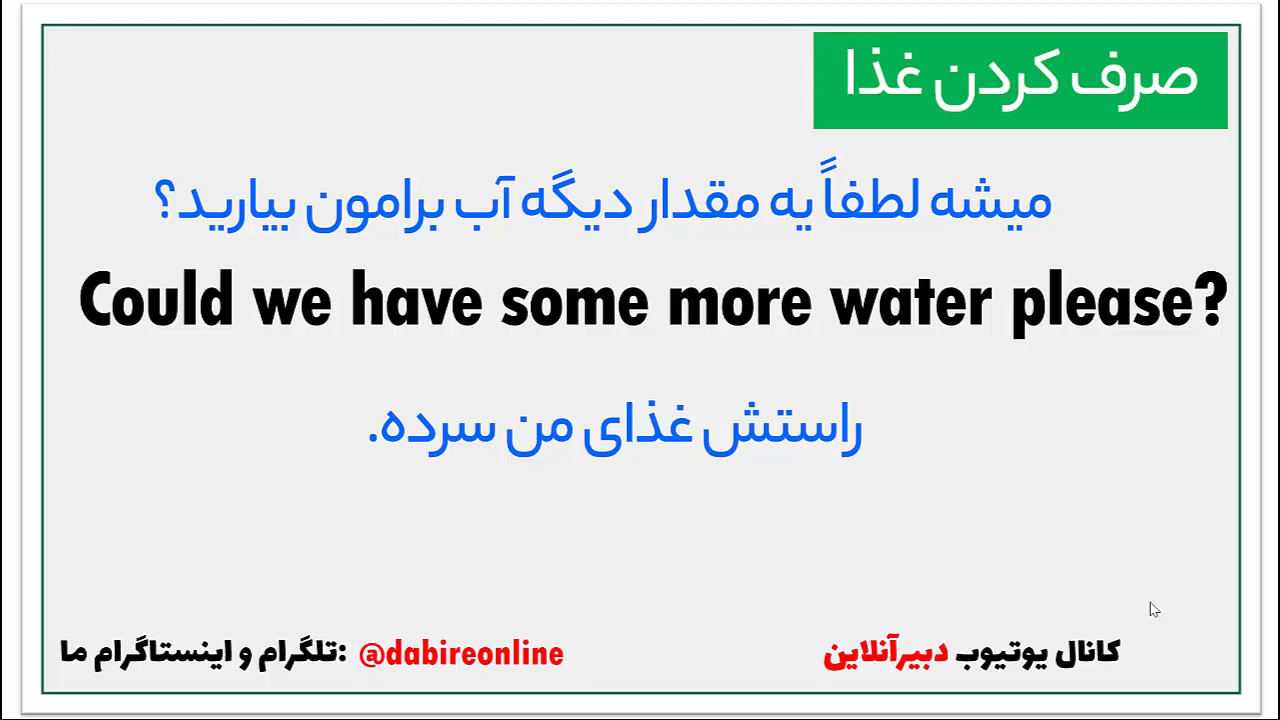 صرف کردن غذا
میشه لطفاً یه مقدار دیگه آب برامون بیارید؟
Could we have some more water please?
راستش غذای من سرده.
کانال یوتیوب دبیرآنلاین
تلگرام و اینستاگرام ما: @dabireonline